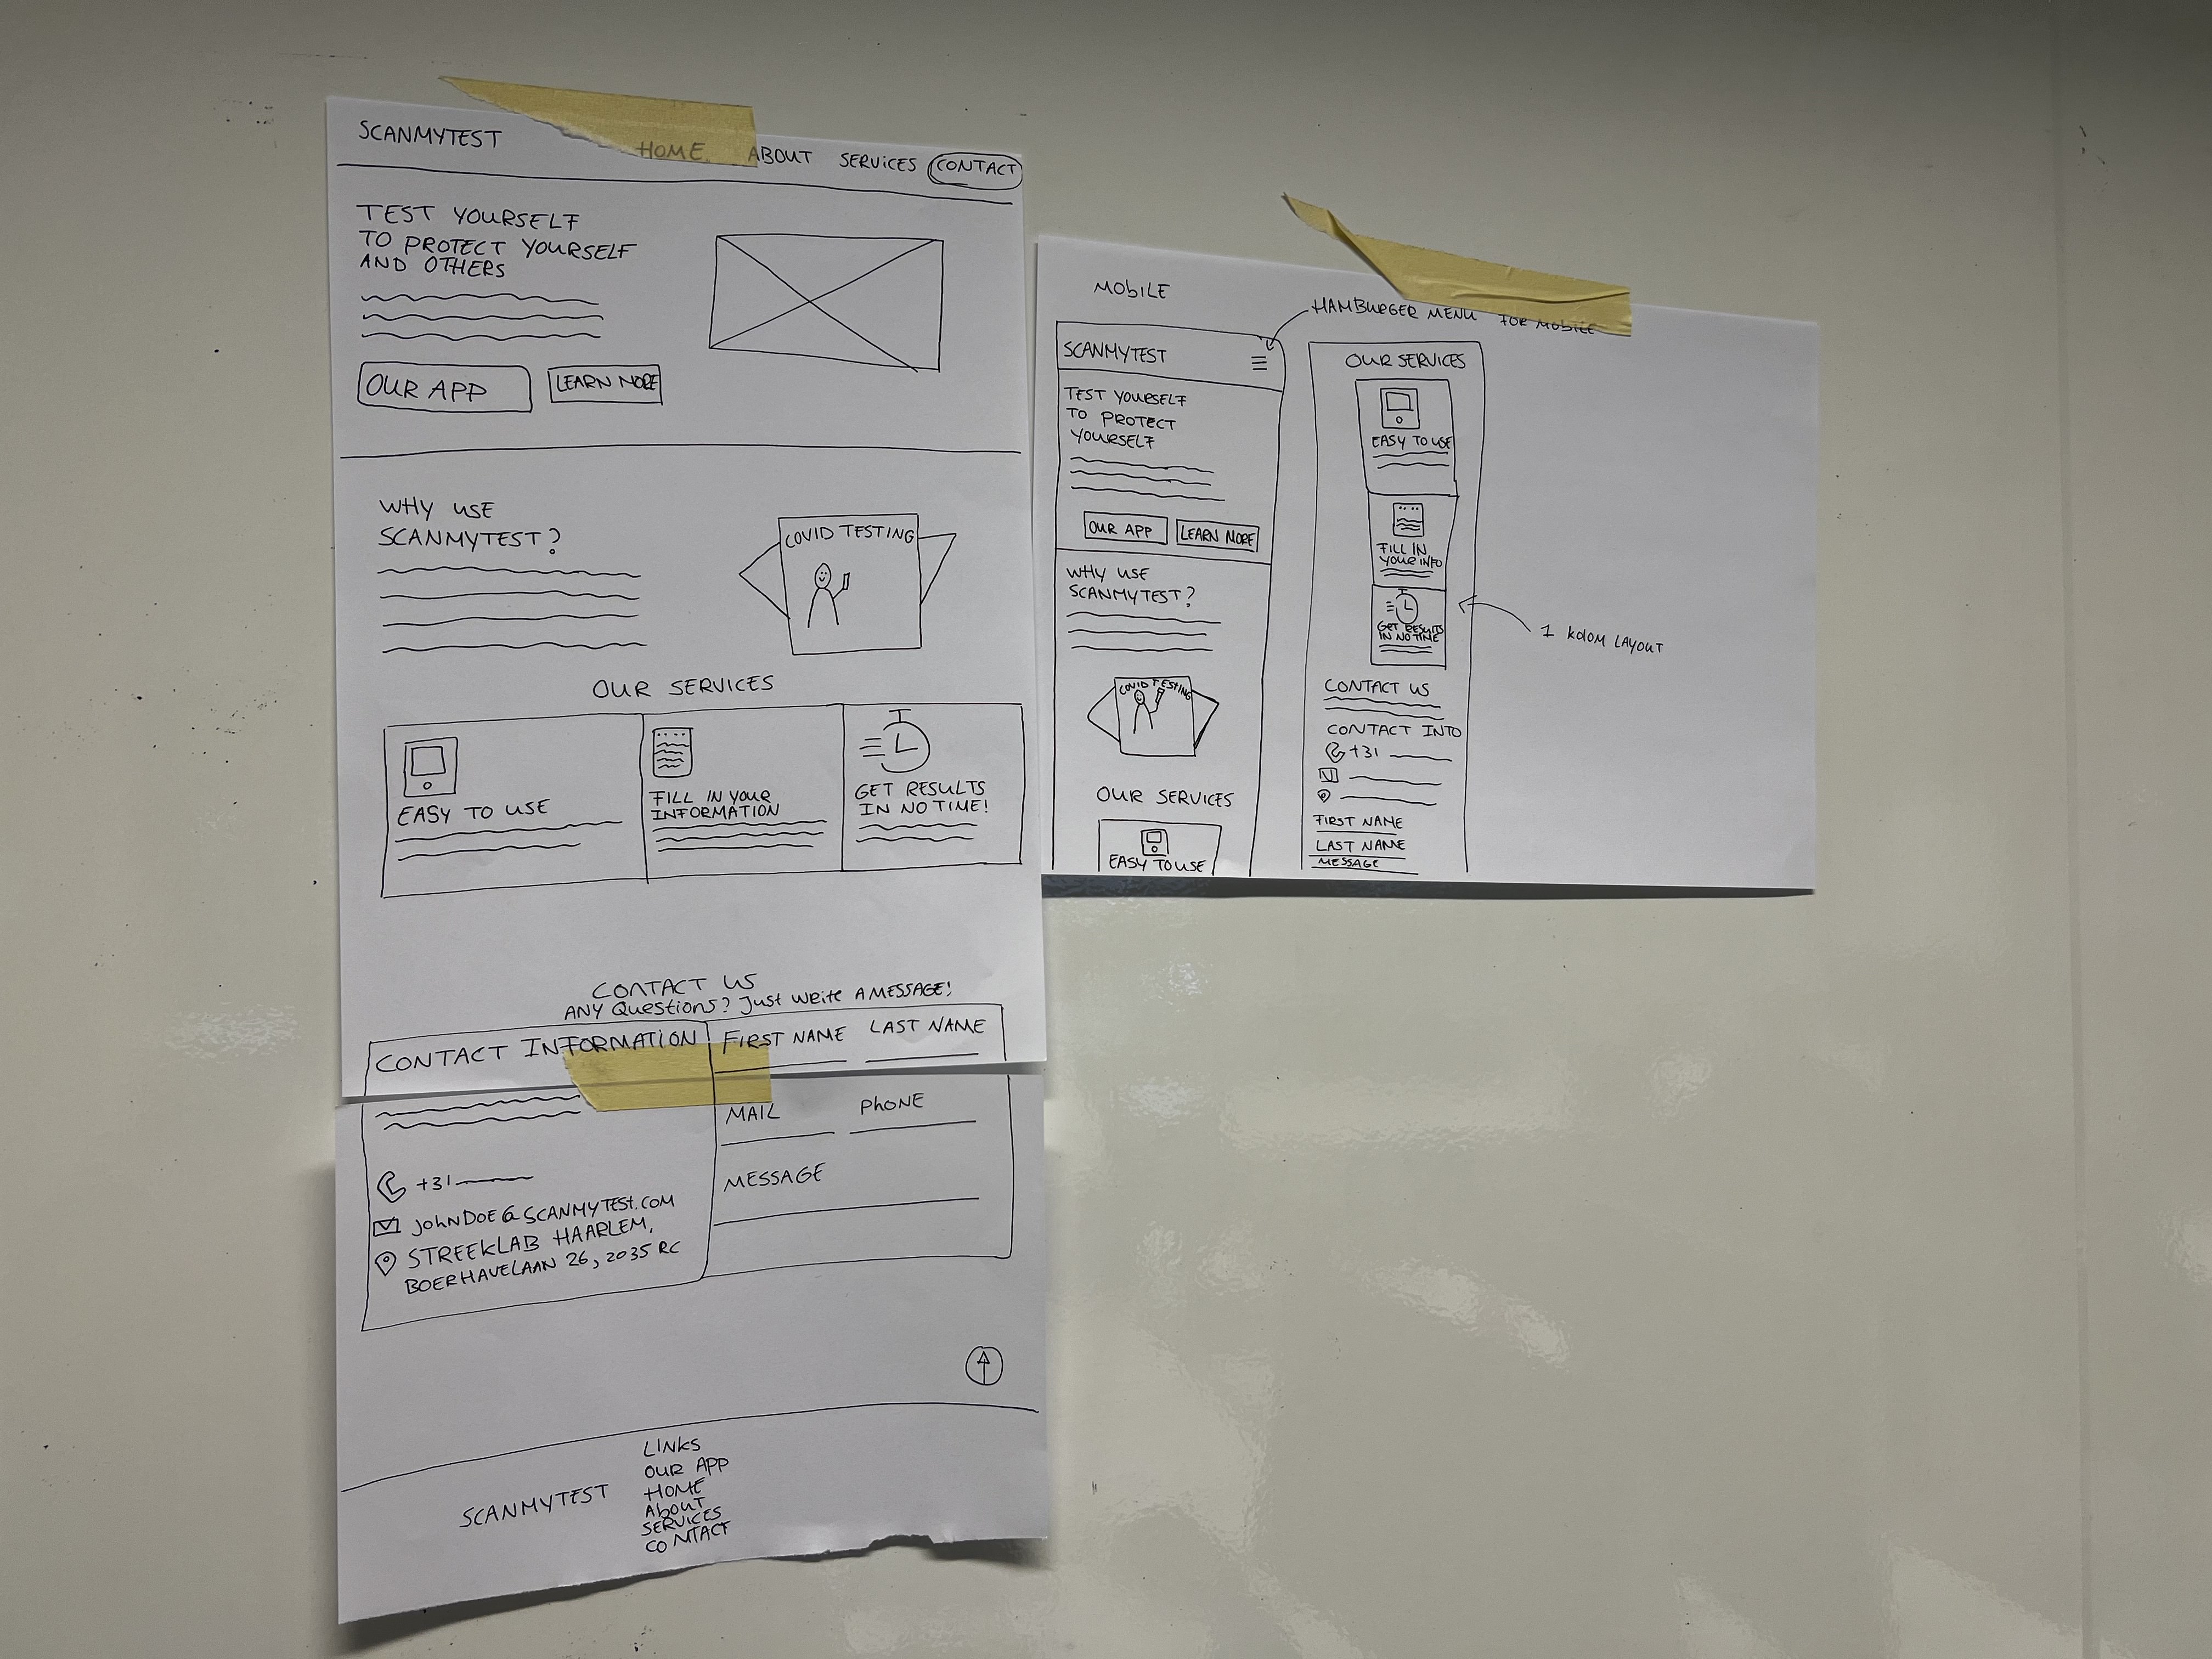 SCANMYTEST
HOME ABOUT SERVICES CONTACT
TEST YOURSELF
TO PROTECT YOURSELF
AND OTHERS
OUR APP LEARN MORE
WHY USE
SCANMYTEST?
COVID TESTING
OUR SERVICES
EASY TO USE
FILL IN YOUR
INFORMATION
GET RESULTS
IN NO TIME!
CONTACT US
ANY QUESTIONS? JUST WRITE A MESSAGE!
CONTACT INFORMATION
+31
JOHNDOE@SCANMYTEST.COM
STREEKLAB HAARLEM,
BOERHAVELAAN 26, 2035 RC
FIRST NAME LAST NAME
MAIL PHONE
MESSAGE
SCANMYTEST
LINKS
OUR APP
HOME
ABOUT
SERVICES
CONTACT
MOBILE
HAMBURGER MENU FOR MOBILE
SCANMYTEST
TEST YOURSELF
TO PROTECT
YOURSELF
OUR APP LEARN MORE
WHY USE
SCANMYTEST?
COVID TESTING
OUR SERVICES
EASY TO USE
OUR SERVICES
EASY TO USE
FILL IN
YOUR INFO
GET RESULTS
IN NO TIME
1 KOLOM LAYOUT
CONTACT US
CONTACT INTO
+31
FIRST NAME
LAST NAME
MESSAGE